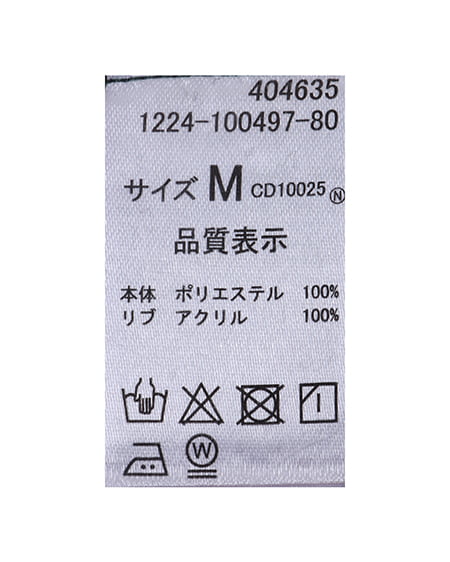 404635
1224-100497-80
サイズ M CD10025 Ⓝ
品質表示
本体 ポリエステル 100%
リブ アクリル 100%
W